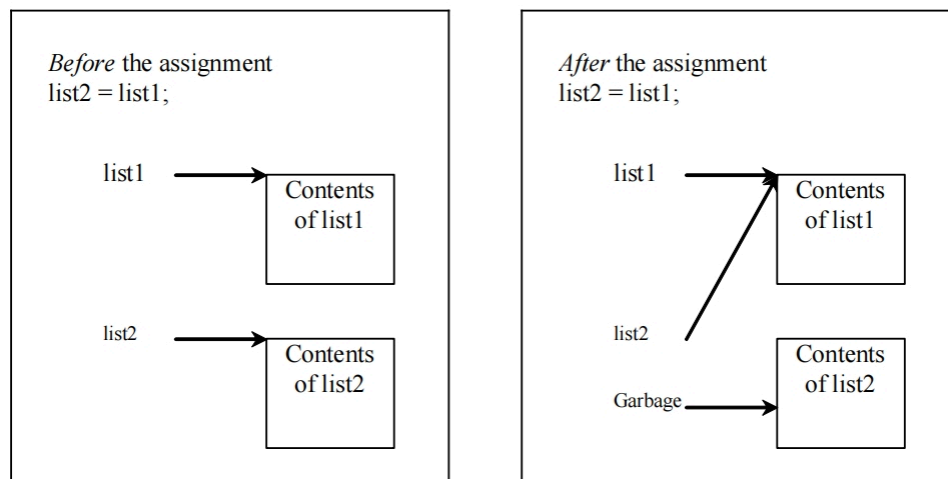 Before the assignment
list2 = list1;
list1
Contents
of list1
list2
Contents
of list2
After the assignment
list2 = list1;
list1
Contents
of list1
list2
Contents
of list2
Garbage